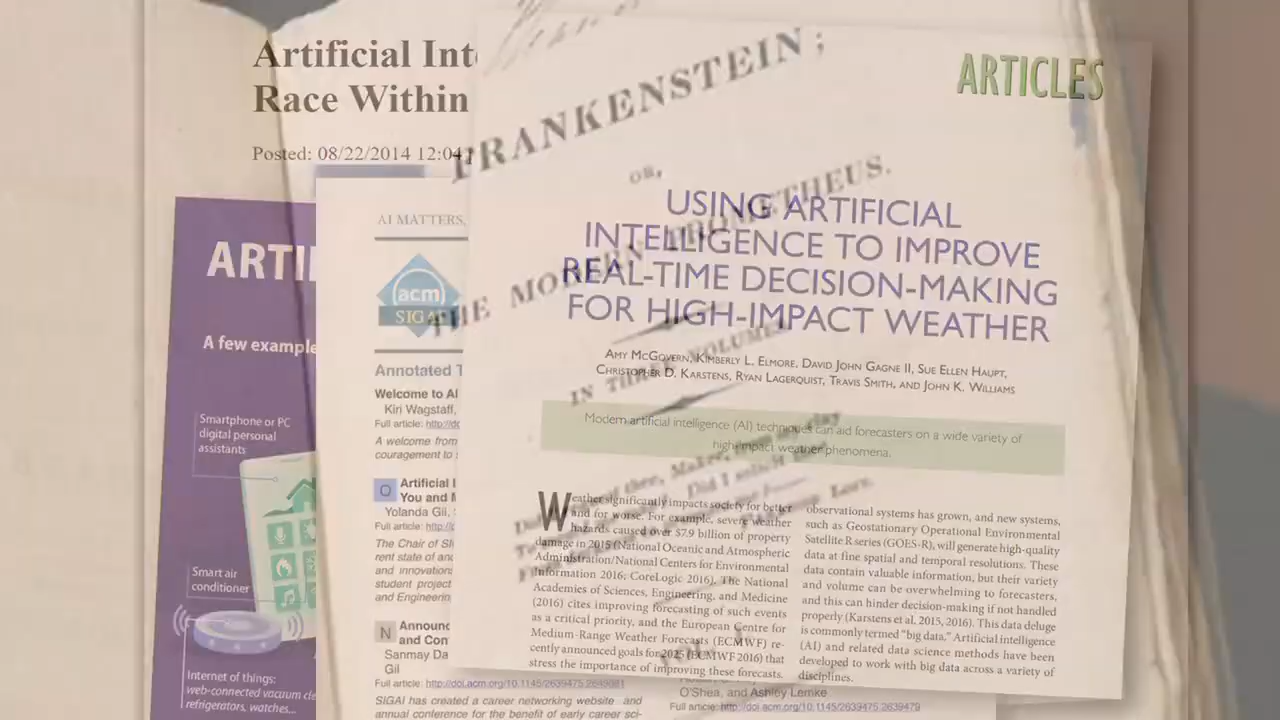 Artificial
Race Within
Posted: 08/22/2014 12:04
ARTI
A few example
Smartphone or PC
digital personal
assistants
Smart air
conditioner
Internet of things:
web-connected vacuum
refrigerators, watches...
AI MATTERS,
acm
Annotated
Welcome to AI
Kiri Wagstaff,
Full article:
A welcome from
couragement to
Artificial
You and
Yolanda Gil,
Full article:
The Chair of
rent state of
and innovations
student project
and Engineering
Announc
and Con
Sanmay Da
Gil
Full article: http://doi.acm.org/10.1145/2639475.2649581
SIGAI has created a career networking website and
annual conference for the benefit of early career sci-
O'Shea, and Ashley Lemke
Full article: http://doi.acm.org/10.1145/2639475.2639479
FRANKENSTEIN;
OR,
THE MODERN PROMETHEUS.
IN THREE VOLUMES.
Did I
ARTICLES
USING ARTIFICIAL
INTELLIGENCE TO IMPROVE
REAL-TIME DECISION-MAKING
FOR HIGH-IMPACT WEATHER
Amy McGovern, Kimberly L. Elmore, David John Gagne II, Sue Ellen Haupt,
Christopher D. Karstens, Ryan Lagerquist, Travis Smith, and John K. Williams
Modern artificial intelligence (AI) techniques can aid forecasters on a wide variety of
high-impact weather phenomena.
Weather significantly impacts society for better
and for worse. For example, severe weather
hazards caused over $7.9 billion of property
damage in 2015 (National Oceanic and Atmospheric
Administration/National Centers for Environmental
Information 2016; CoreLogic 2016). The National
Academies of Sciences, Engineering, and Medicine
(2016) cites improving forecasting of such events
as a critical priority, and the European Centre for
Medium-Range Weather Forecasts (ECMWF) re-
cently announced goals for 2025 (ECMWF 2016) that
stress the importance of improving these forecasts.
observational systems has grown, and new systems,
such as Geostationary Operational Environmental
Satellite R series (GOES-R), will generate high-quality
data at fine spatial and temporal resolutions. These
data contain valuable information, but their variety
and volume can be overwhelming to forecasters,
and this can hinder decision-making if not handled
properly (Karstens et al. 2015, 2016). This data deluge
is commonly termed "big data." Artificial intelligence
(AI) and related data science methods have been
developed to work with big data across a variety of
disciplines.